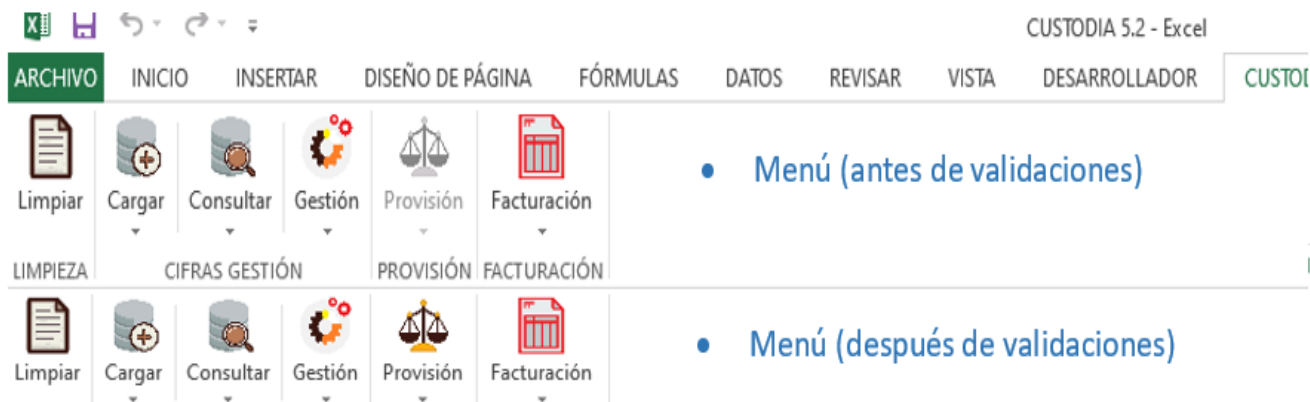 CUSTODIA 5.2 - Excel
ARCHIVO INICIO INSERTAR DISEÑO DE PÁGINA FÓRMULAS DATOS REVISAR VISTA DESARROLLADOR CUSTOD
Limpiar Cargar Consultar Gestión Provisión Facturación
• Menú (antes de validaciones)
LIMPIEZA CIFRAS GESTIÓN PROVISIÓN FACTURACIÓN
Limpiar Cargar Consultar Gestión Provisión Facturación
• Menú (después de validaciones)